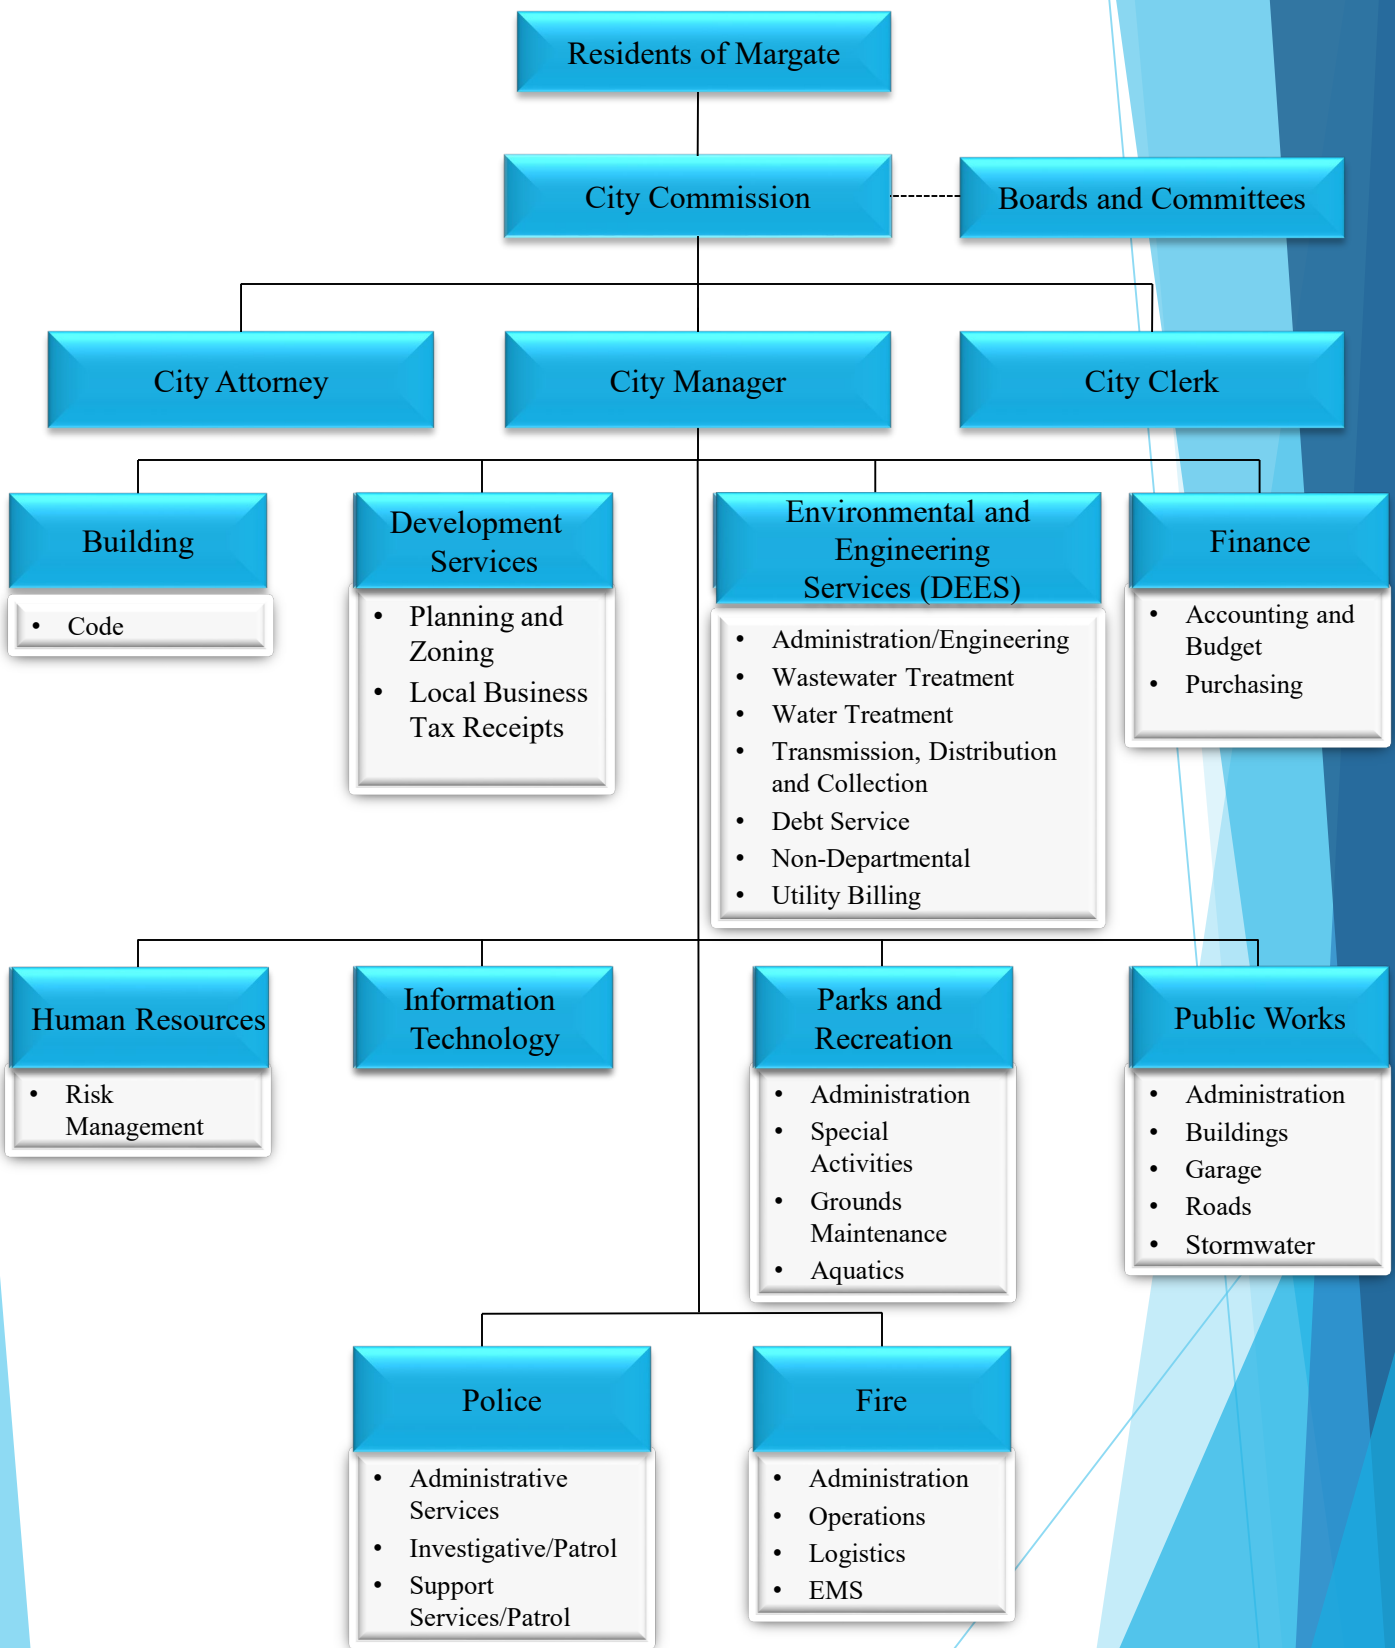 Residents of Margate
City Commission
Boards and Committees
City Attorney
City Manager
City Clerk
Building
• Code
Development
Services
• Planning and
Zoning
• Local Business
Tax Receipts
Environmental and
Engineering
Services (DEES)
• Administration/Engineering
• Wastewater Treatment
• Water Treatment
• Transmission, Distribution
and Collection
• Debt Service
• Non-Departmental
• Utility Billing
Finance
• Accounting and
Budget
• Purchasing
Human Resources
• Risk
Management
Information
Technology
Parks and
Recreation
• Administration
• Special
Activities
• Grounds
Maintenance
• Aquatics
Public Works
• Administration
• Buildings
• Garage
• Roads
• Stormwater
Police
• Administrative
Services
• Investigative/Patrol
• Support
Services/Patrol
Fire
• Administration
• Operations
• Logistics
• EMS